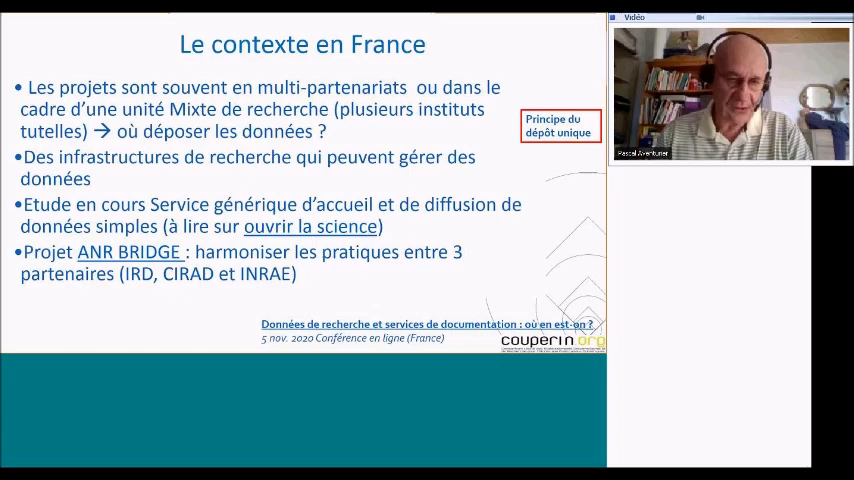 Le contexte en France
• Les projets sont souvent en multi-partenariats ou dans le
cadre d'une unité Mixte de recherche (plusieurs instituts
tutelles) → où déposer les données ?
•Des infrastructures de recherche qui peuvent gérer des
données
•Etude en cours Service générique d'accueil et de diffusion de
données simples (à lire sur ouvrir la science)
•Projet ANR BRIDGE : harmoniser les pratiques entre 3
partenaires (IRD, CIRAD et INRAE)
Principe du
dépôt unique
Données de recherche et services de documentation : où en est-on ?
5 nov. 2020 Conférence en ligne (France)
couperin.org
Vidéo
Pascal Aventurier